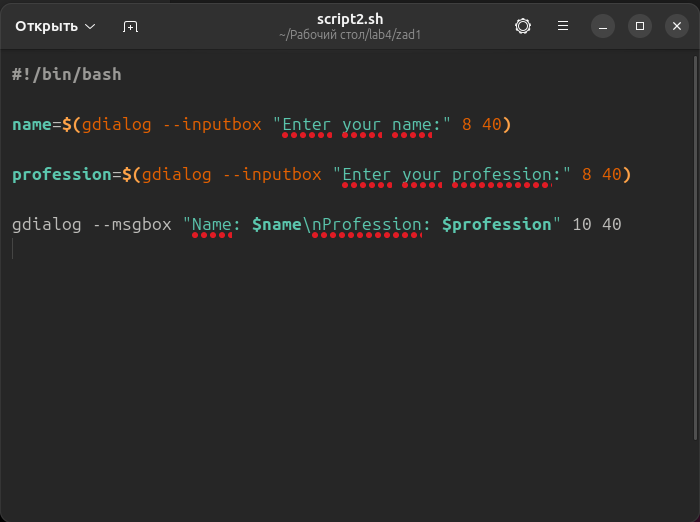 Открыть
script2.sh
~/Рабочий стол/lab4/zad1
#!/bin/bash
name=$(gdialog --inputbox "Enter your name:" 8 40)
profession=$(gdialog --inputbox "Enter your profession:" 8 40)
gdialog --msgbox "Name: $name\nProfession: $profession" 10 40